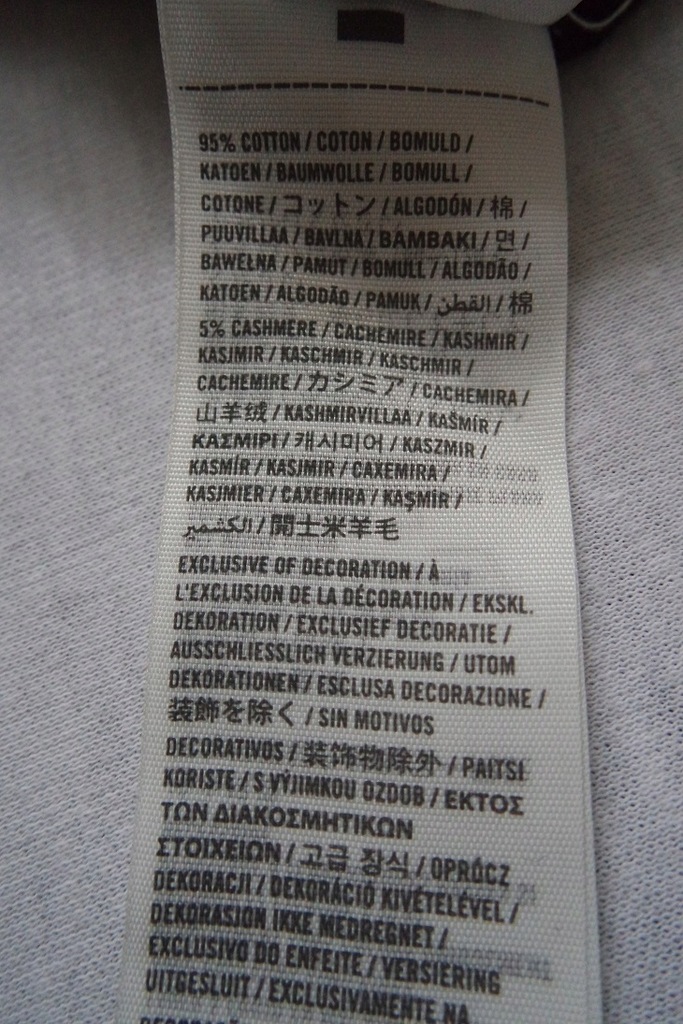 95% COTTON / COTON / BOMULD /
KATOEN / BAUMWOLLE / BOMULL /
COTONE / コットン / ALGODÓN / 棉 /
PUUVILLAA / BAVLNA / BAMBAKI / 면 /
BAWEŁNA / PAMUT / BOMULL / ALGODÃO /
KATOEN / ALGODÃO / PAMUK / القطن / 棉
5% CASHMERE / CACHEMIRE / KASHMIR /
KASJMIR / KASCHMIR / KASCHMIR /
CACHEMIRE / カシミア / CACHEMIRA /
山羊绒 / KASHMIRVILLAA / KAŠMÍR /
ΚΑΣΜΙΡΙ / 캐시미어 / KASZMIR /
KASMÍR / KASJMIR / CAXEMIRA /
KASJMIER / CAXEMIRA / KAŞMİR /
الكشمير / 開士米羊毛
EXCLUSIVE OF DECORATION / À
L'EXCLUSION DE LA DÉCORATION / EKSKL.
DEKORATION / EXCLUSIEF DECORATIE /
AUSSCHLIESSLICH VERZIERUNG / UTOM
DEKORATIONEN / ESCLUSA DECORAZIONE /
装飾を除く / SIN MOTIVOS
DECORATIVOS / 装饰物除外 / PAITSI
KORISTE / S VÝJIMKOU OZDOB / ΕΚΤΟΣ
ΤΩΝ ΔΙΑΚΟΣΜΗΤΙΚΩΝ
ΣΤΟΙΧΕΙΩΝ / 고급 장식 / OPRÓCZ
DEKORACJI / DEKORÁCIÓ KIVÉTELÉVEL /
DEKORASJON IKKE MEDREGNET /
EXCLUSIVO DO ENFEITE / VERSIERING
UITGESLUIT / EXCLUSIVAMENTE NA